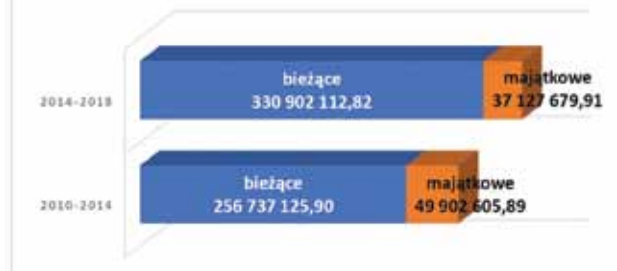 bieżące
330 902 112,82
majątkowe
37 127 679,91
2014-2018
bieżące
256 737 125,90
majątkowe
49 902 605,89
2010-2014